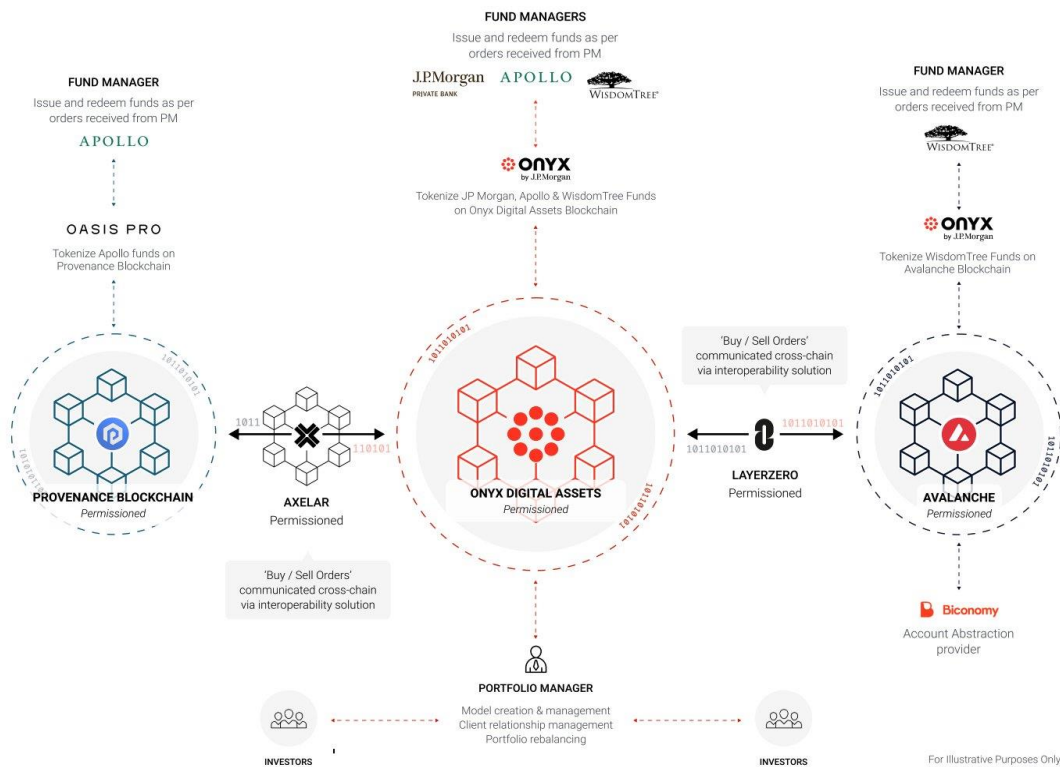 FUND MANAGERS
Issue and redeem funds as per
orders received from PM
J.P.Morgan
PRIVATE BANK
APOLLO
WISDOMTREE®
ONYX
by J.P.Morgan
Tokenize JP Morgan, Apollo & WisdomTree Funds
on Onyx Digital Assets Blockchain
FUND MANAGER
Issue and redeem funds as per
orders received from PM
APOLLO
OASIS PRO
Tokenize Apollo funds on
Provenance Blockchain
FUND MANAGER
Issue and redeem funds as per
orders received from PM
WISDOMTREE®
ONYX
by J.P.Morgan
Tokenize WisdomTree Funds on
Avalanche Blockchain
1011010101
1011010101
PROVENANCE BLOCKCHAIN
Permissioned
1011
110101
AXELAR
Permissioned
'Buy / Sell Orders'
communicated cross-chain
via interoperability solution
1011010101
1011010101
ONYX DIGITAL ASSETS
Permissioned
'Buy / Sell Orders'
communicated cross-chain
via interoperability solution
1011010101
1011010101
LAYERZERO
Permissioned
1011010101
1011010101
AVALANCHE
Permissioned
Biconomy
Account Abstraction
provider
PORTFOLIO MANAGER
Model creation & management
Client relationship management
Portfolio rebalancing
INVESTORS
INVESTORS
For Illustrative Purposes Only